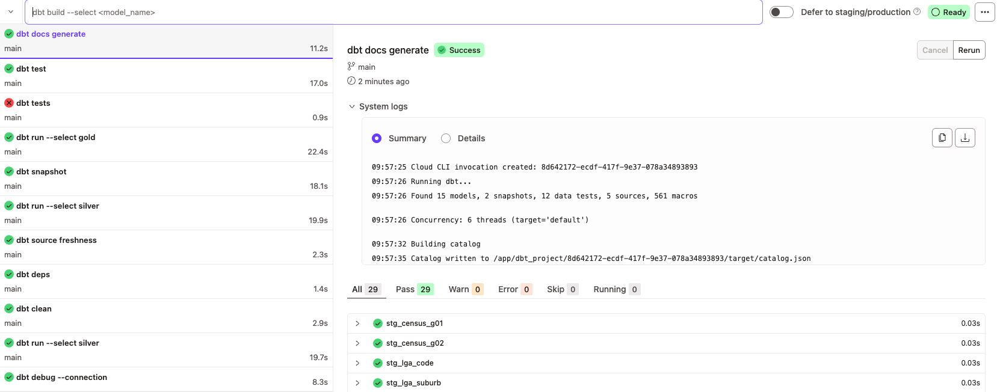 dbt build --select <model_name>
Defer to staging/production
Ready
dbt docs generate
main 11.2s
dbt test
main 17.0s
dbt tests
main 0.9s
dbt run --select gold
main 22.4s
dbt snapshot
main 18.1s
dbt run --select silver
main 19.9s
dbt source freshness
main 2.3s
dbt deps
main 1.4s
dbt clean
main 2.9s
dbt run --select silver
main 19.7s
dbt debug --connection
8.3s
dbt docs generate Success
Cancel Rerun
main
2 minutes ago
System logs
Summary Details
09:57:25 Cloud CLI invocation created: 8d642172-ecdf-417f-9e37-078a34893893
09:57:26 Running dbt...
09:57:26 Found 15 models, 2 snapshots, 12 data tests, 5 sources, 561 macros
09:57:26 Concurrency: 6 threads (target='default')
09:57:32 Building catalog
09:57:35 Catalog written to /app/dbt_project/8d642172-ecdf-417f-9e37-078a34893893/target/catalog.json
All 29 Pass 29 Warn 0 Error 0 Skip 0 Running 0
stg_census_g01 0.03s
stg_census_g02 0.03s
stg_lga_code 0.03s
stg_lga_suburb 0.03s